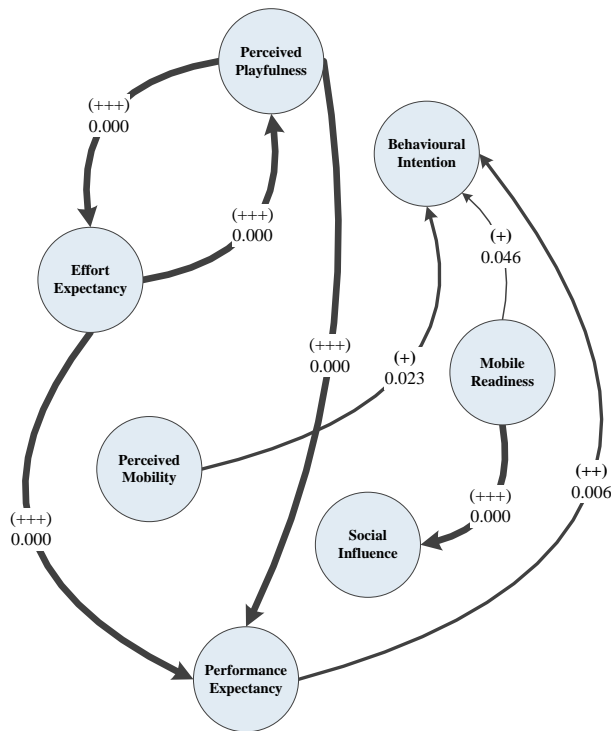 Perceived
Playfulness
(+++)
0.000
Behavioural
Intention
(+++)
0.000
(+)
0.046
Effort
Expectancy
(+++)
0.000
(+)
0.023
Mobile
Readiness
Perceived
Mobility
(++)
0.006
(+++)
0.000
(+++)
0.000
Social
Influence
Performance
Expectancy